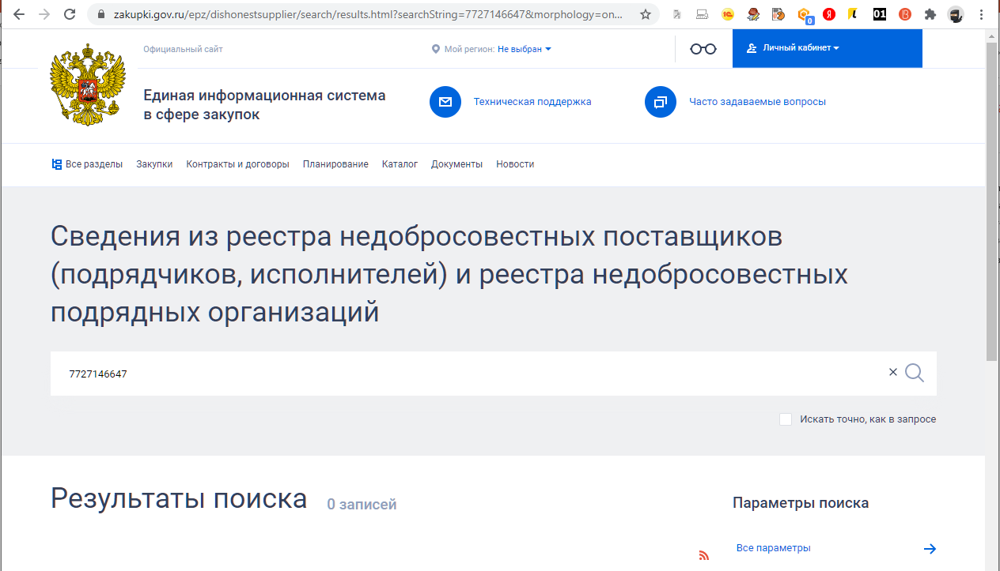 zakupki.gov.ru/epz/dishonestsupplier/search/results.html?searchString=7727146647&morphology=on...
0
Я
01
B
Официальный сайт
Мой регион: Не выбран
Личный кабинет
Единая информационная система
в сфере закупок
Техническая поддержка
Часто задаваемые вопросы
Все разделы Закупки Контракты и договоры Планирование Каталог Документы Новости
Сведения из реестра недобросовестных поставщиков
(подрядчиков, исполнителей) и реестра недобросовестных
подрядных организаций
7727146647
Искать точно, как в запросе
Результаты поиска 0 записей
Параметры поиска
Все параметры